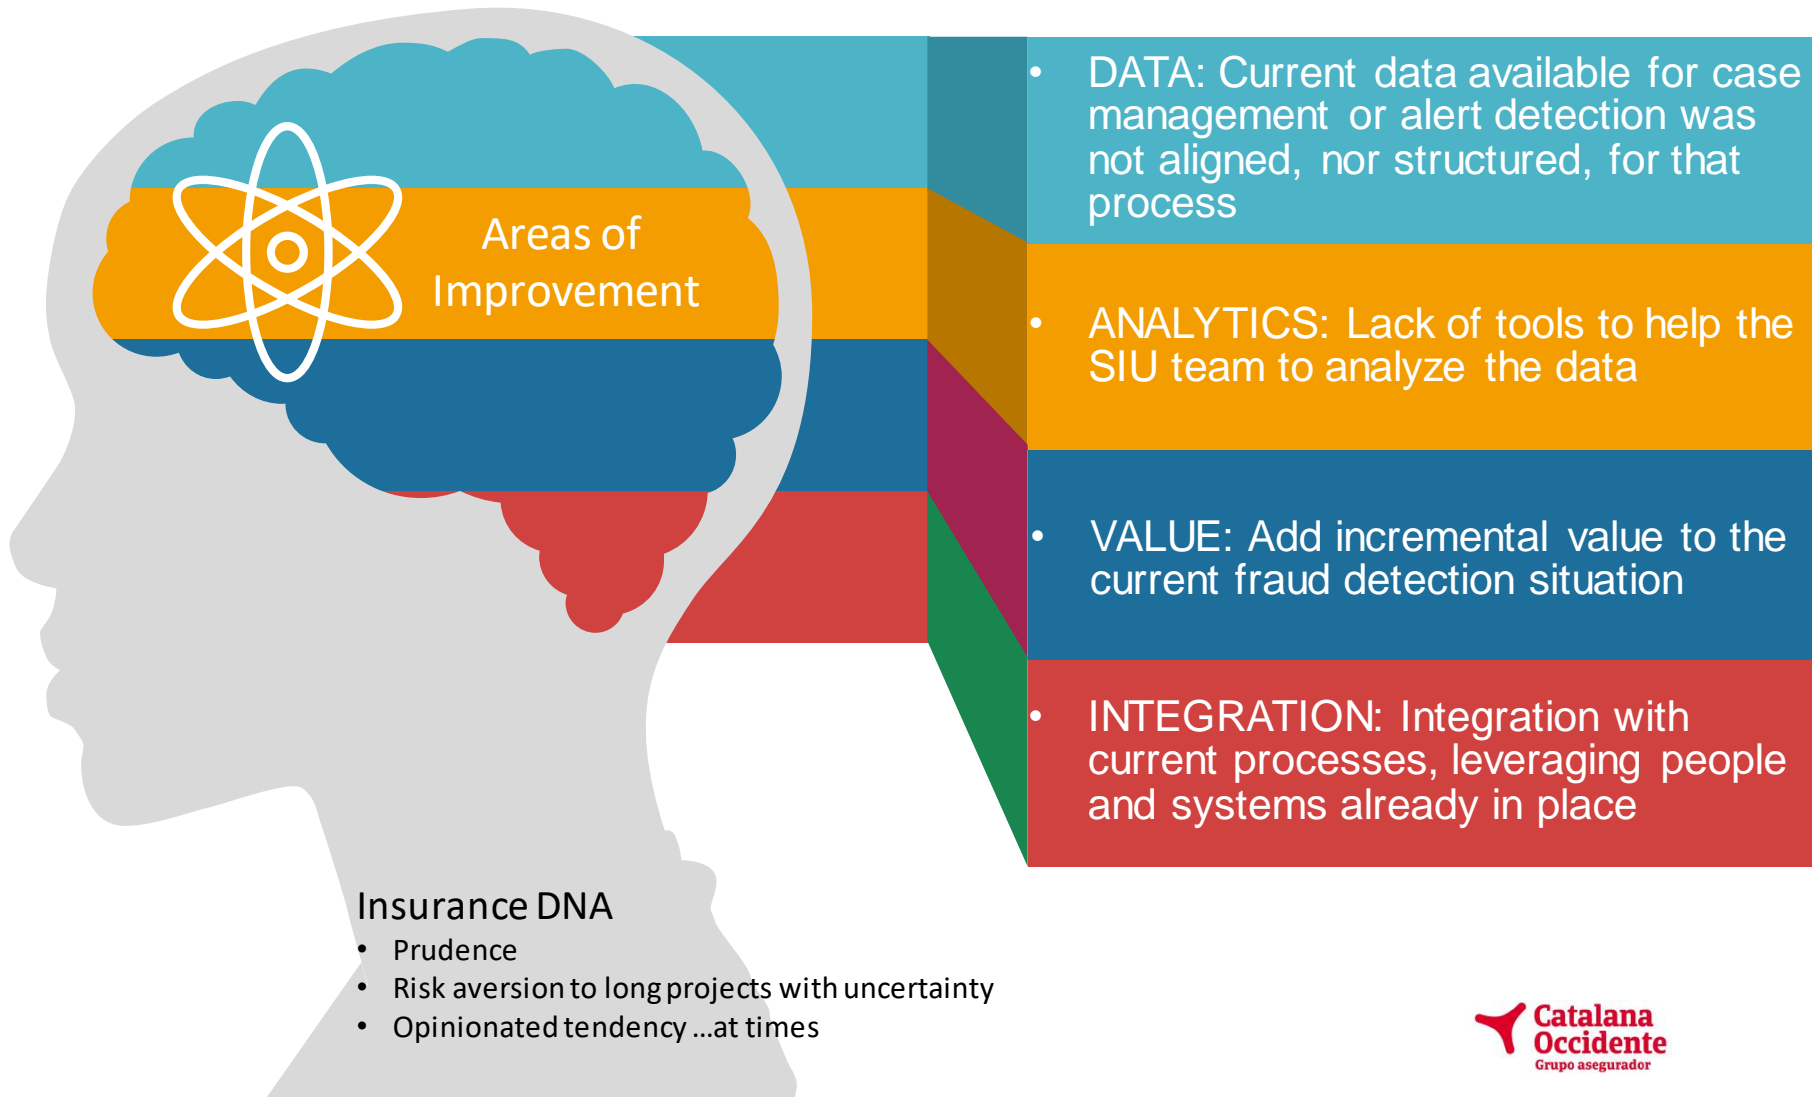 Areas of
Improvement
• DATA: Current data available for case
management or alert detection was
not aligned, nor structured, for that
process
• ANALYTICS: Lack of tools to help the
SIU team to analyze the data
• VALUE: Add incremental value to the
current fraud detection situation
• INTEGRATION: Integration with
current processes, leveraging people
and systems already in place
Insurance DNA
• Prudence
• Risk aversion to long projects with uncertainty
• Opinionated tendency ...at times
Catalana
Occidente
Grupo asegurador